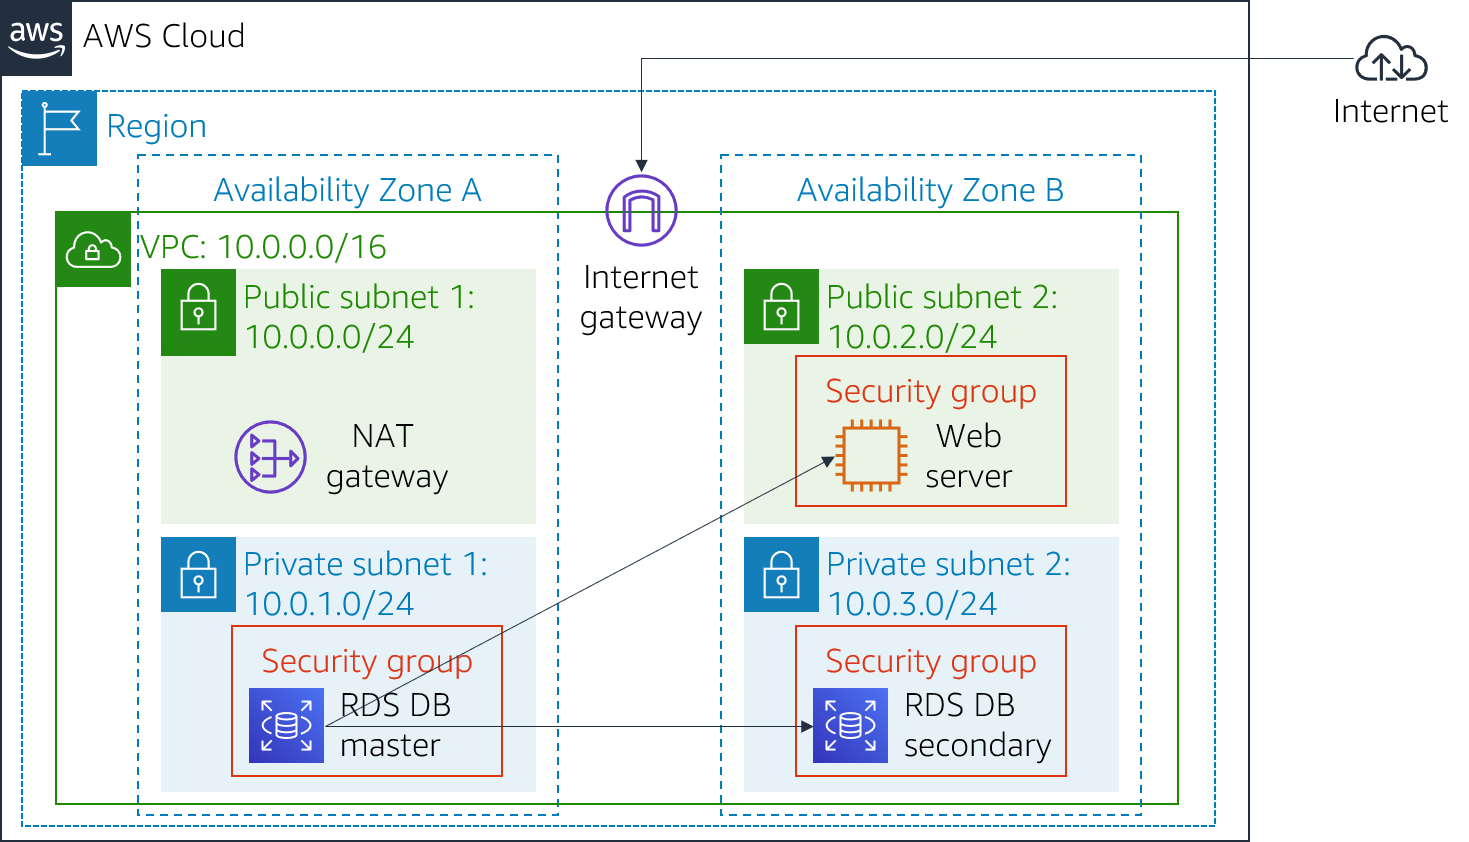 aws
AWS Cloud
Internet
Region
Availability Zone A
Availability Zone B
VPC: 10.0.0.0/16
Internet
gateway
Public subnet 1:
10.0.0.0/24
Public subnet 2:
10.0.2.0/24
NAT
gateway
Security group
Web
server
Private subnet 1:
10.0.1.0/24
Private subnet 2:
10.0.3.0/24
Security group
RDS DB
master
Security group
RDS DB
secondary